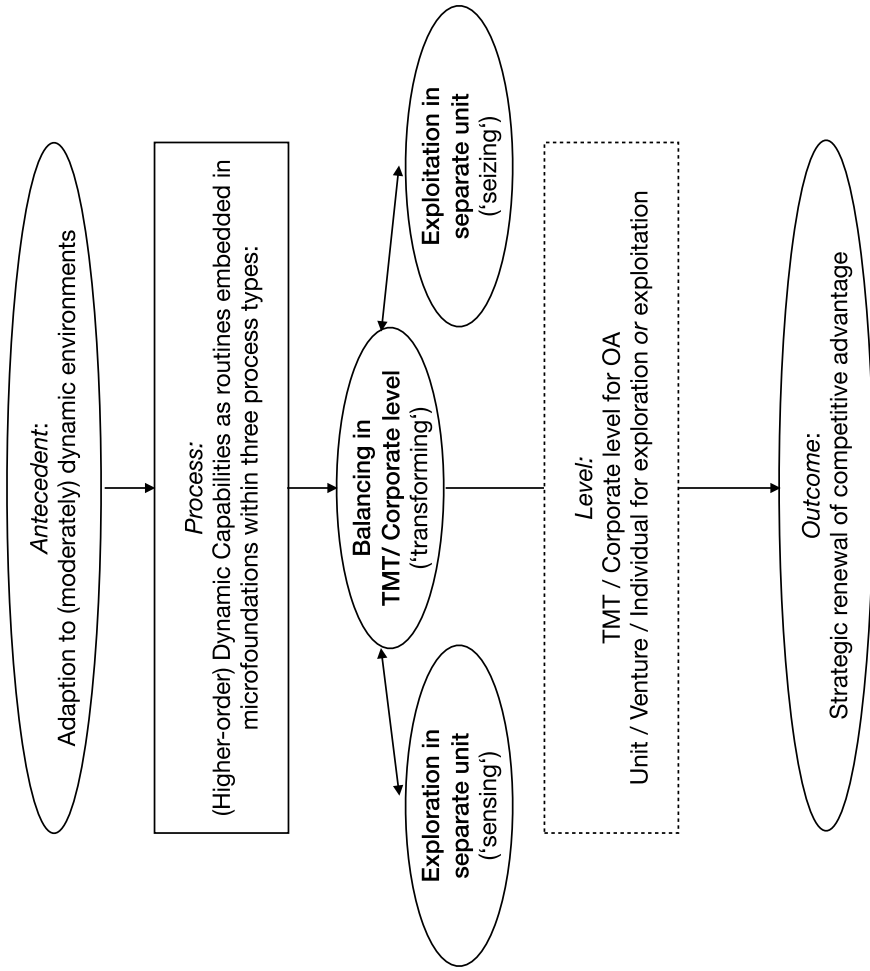 Antecedent:
Adaption to (moderately) dynamic environments
Process:
(Higher-order) Dynamic Capabilities as routines embedded in
microfoundations within three process types:
Exploration in
separate unit
(‘sensing‘)
Balancing in
TMT/ Corporate level
(‘transforming‘)
Exploitation in
separate unit
(‘seizing‘)
Level:
TMT / Corporate level for OA
Unit / Venture / Individual for exploration or exploitation
Outcome:
Strategic renewal of competitive advantage